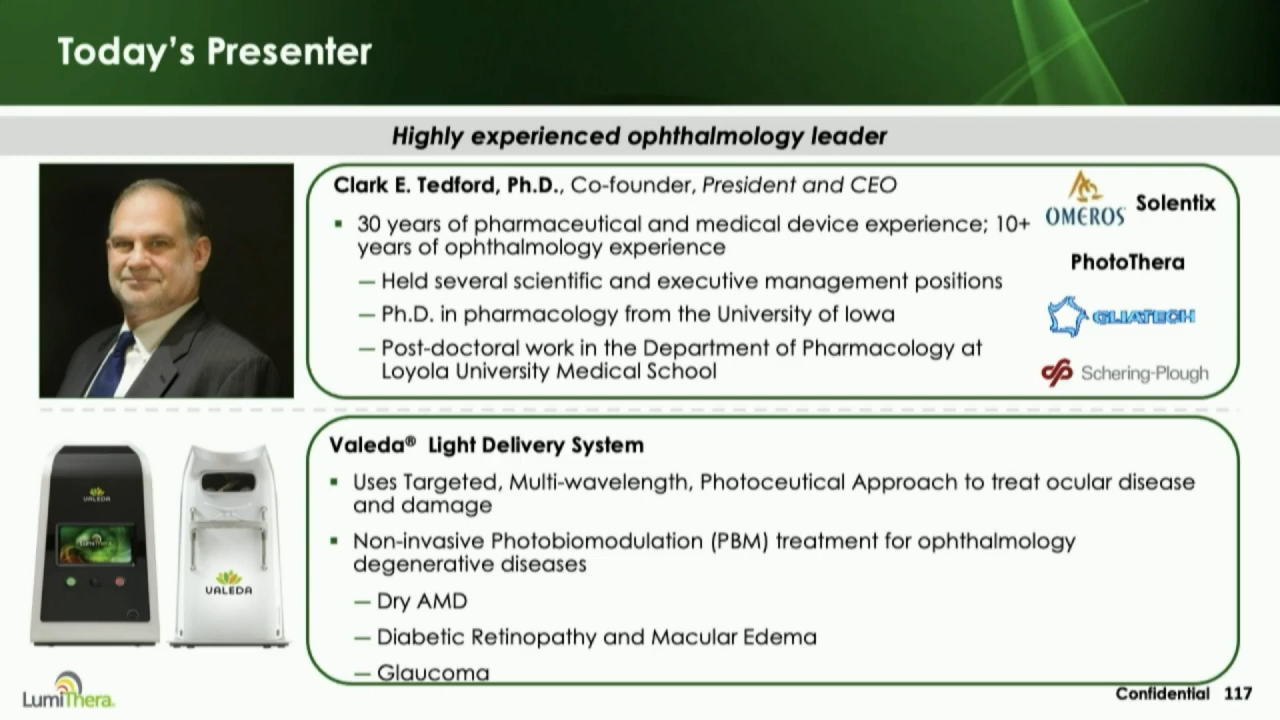 Today's Presenter
Highly experienced ophthalmology leader
Clark E. Tedford, Ph.D., Co-founder, President and CEO
▪ 30 years of pharmaceutical and medical device experience; 10+
years of ophthalmology experience
— Held several scientific and executive management positions
— Ph.D. in pharmacology from the University of Iowa
— Post-doctoral work in the Department of Pharmacology at
Loyola University Medical School
OMEROS
Solentix
PhotoThera
GLIATECH
Schering-Plough
VALEDA
LumiThera
VALEDA
Valeda® Light Delivery System
▪ Uses Targeted, Multi-wavelength, Photoceutical Approach to treat ocular disease
and damage
▪ Non-invasive Photobiomodulation (PBM) treatment for ophthalmology
degenerative diseases
— Dry AMD
— Diabetic Retinopathy and Macular Edema
— Glaucoma
LumiThera
Confidential 117